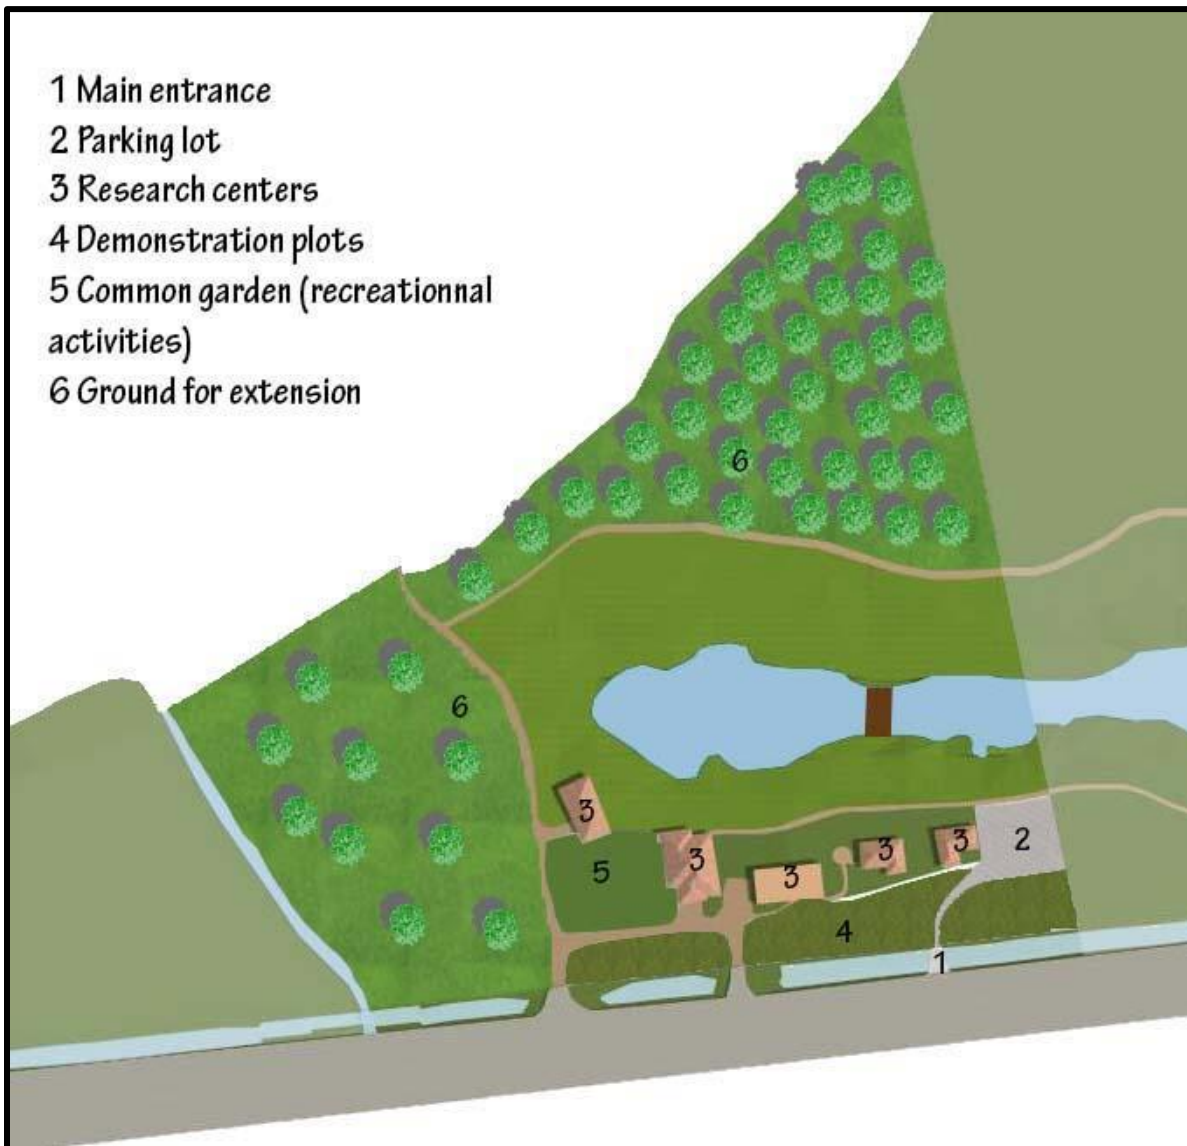 1 Main entrance
2 Parking lot
3 Research centers
4 Demonstration plots
5 Common garden (recreationnal
activities)
6 Ground for extension
6
6
3
5
3
3
3
3
2
4
1